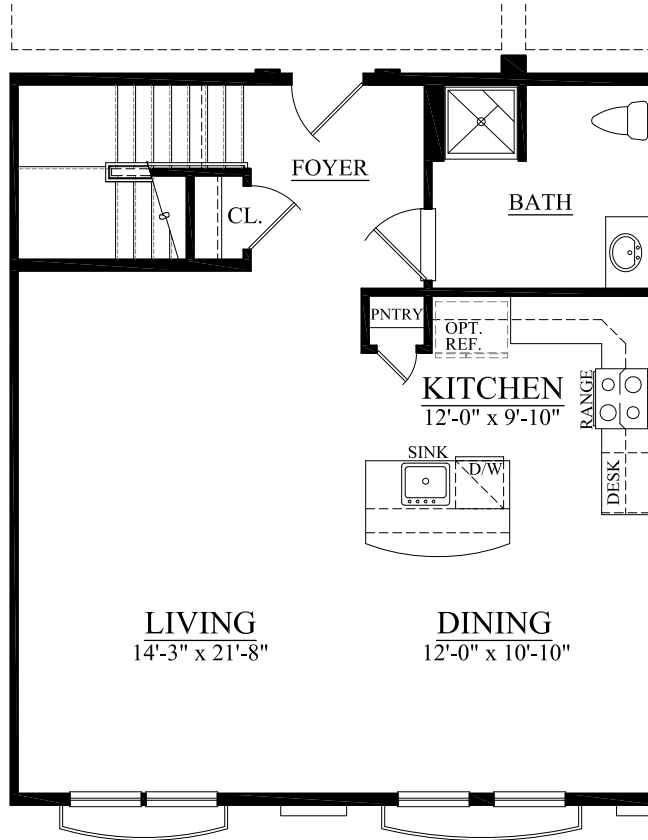 FOYER
CL.
BATH
PNTRY
OPT.
REF.
KITCHEN
12'-0" x 9'-10"
RANGE
SINK
D/W
DESK
LIVING
14'-3" x 21'-8"
DINING
12'-0" x 10'-10"